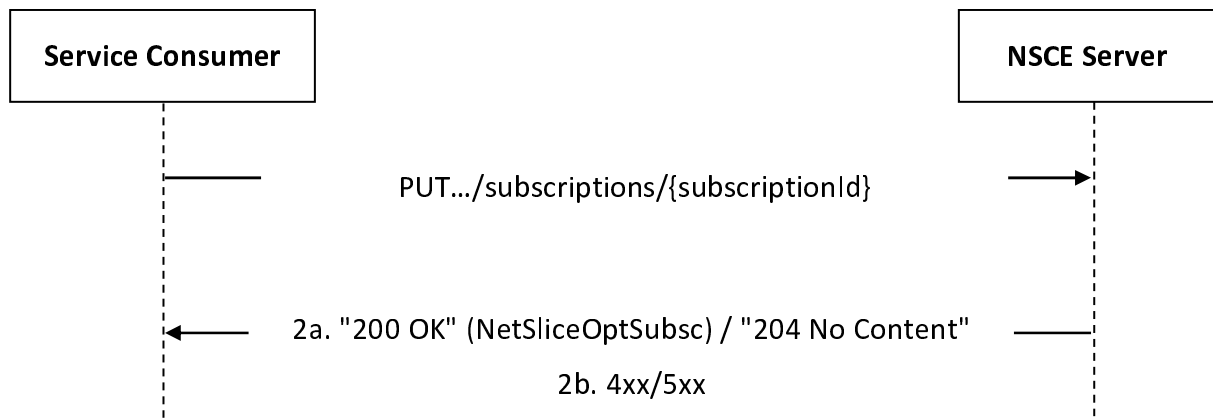 Service Consumer
NSCE Server
PUT.../subscriptions/{subscriptionId}
2a. "200 OK" (NetSliceOptSubsc) / "204 No Content"
2b. 4xx/5xx